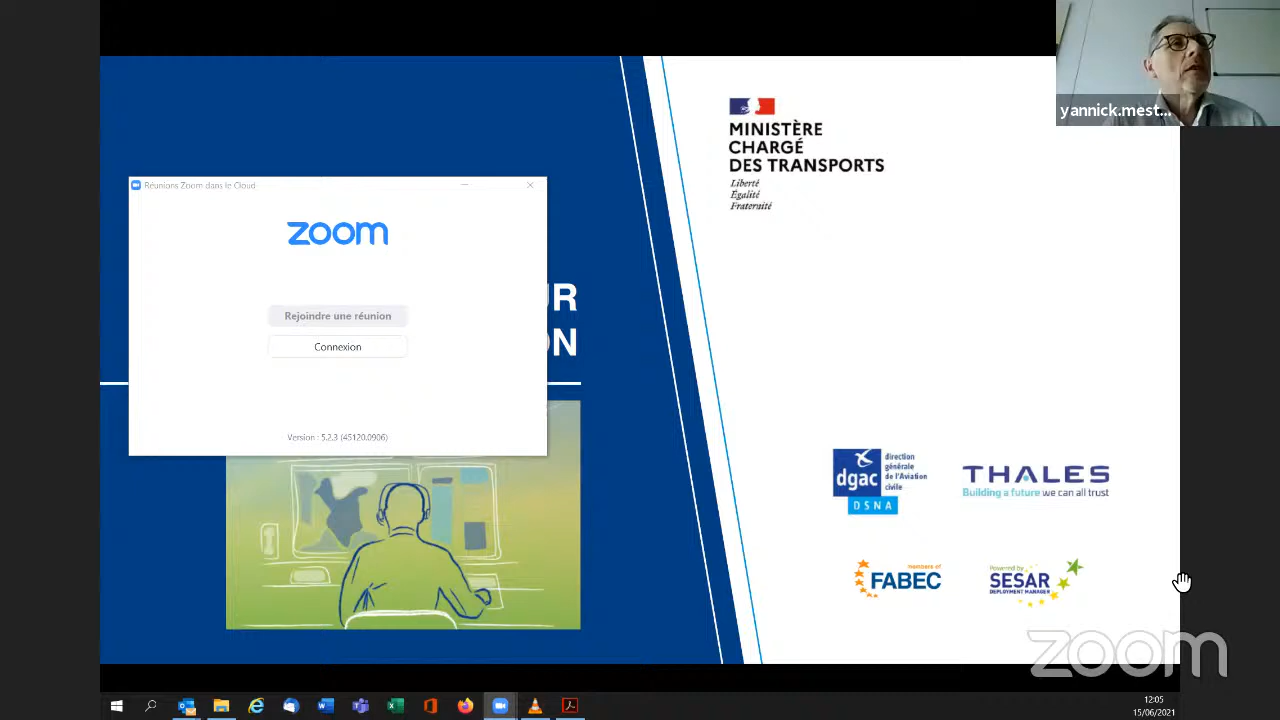 yannick.mest...
MINISTÈRE
CHARGÉ
DES TRANSPORTS
Liberté
Égalité
Fraternité
Réunions Zoom dans le Cloud
zoom
Rejoindre une réunion
Connexion
Version : 5.2.3 (45120.0906)
UR
ON
dgac
direction
générale
de l'Aviation
civile
DSNA
THALES
Building a future we can all trust
members of
FABEC
Powered by
SESAR
DEPLOYMENT MANAGER
zoom
12:05
15/06/2021